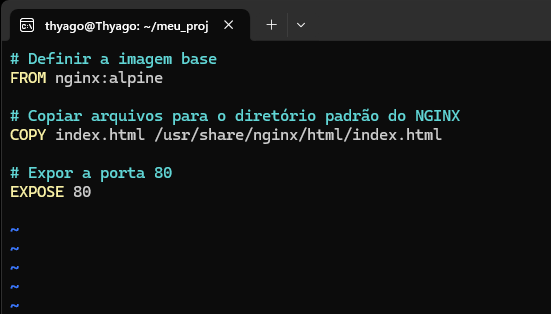 thyago@Thyago: ~/meu_proj
# Definir a imagem base
FROM nginx:alpine
# Copiar arquivos para o diretório padrão do NGINX
COPY index.html /usr/share/nginx/html/index.html
# Expor a porta 80
EXPOSE 80
~
~
~
~
~